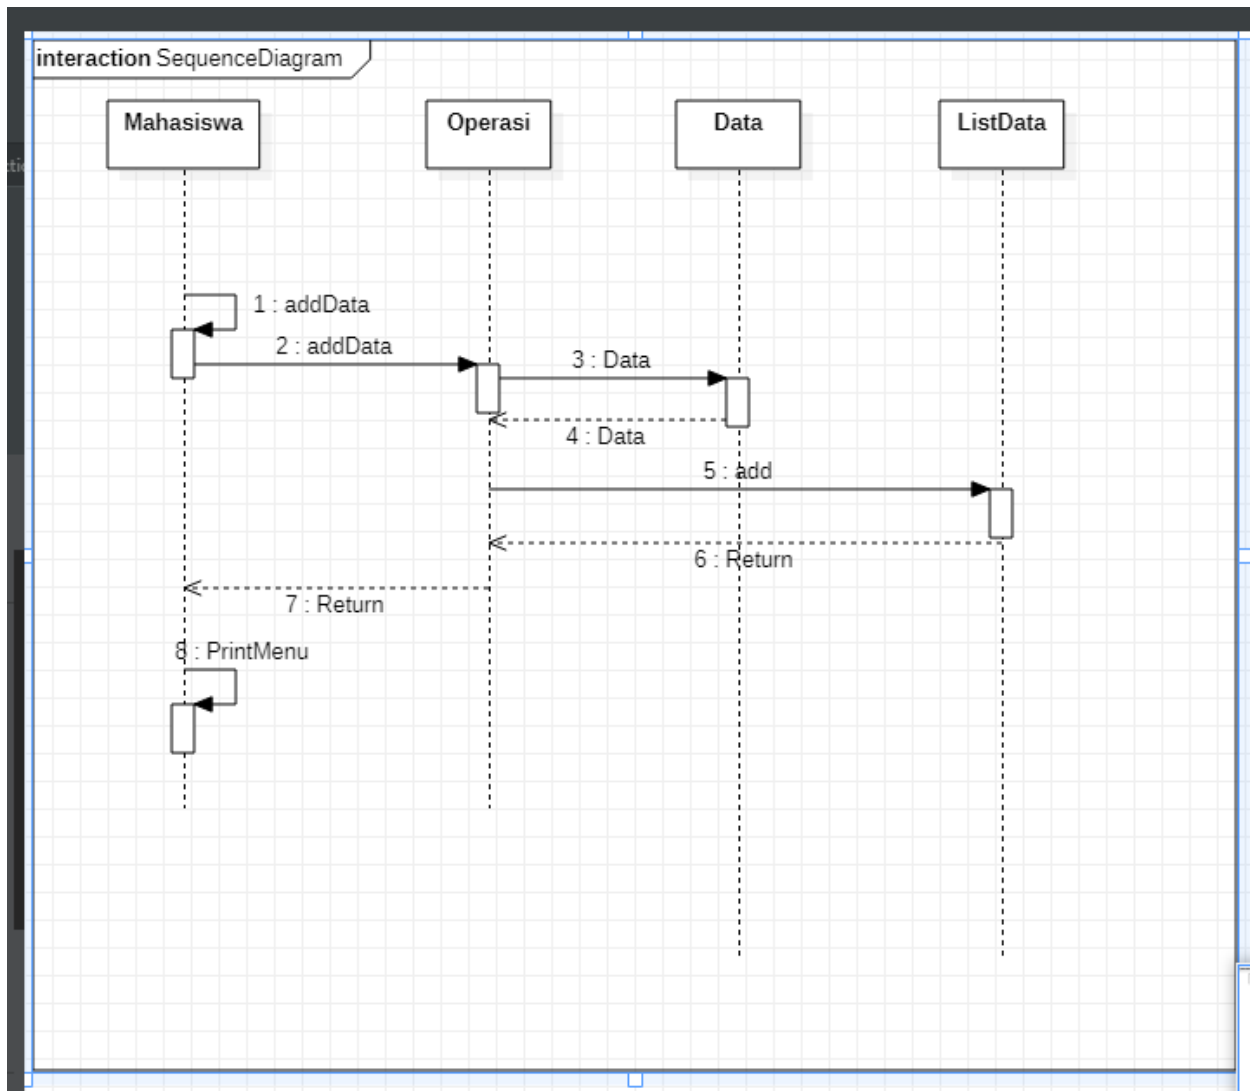 interaction SequenceDiagram
Mahasiswa
Operasi
Data
ListData
1 : addData
2 : addData
3 : Data
4 : Data
5 : add
6 : Return
7 : Return
8 : PrintMenu